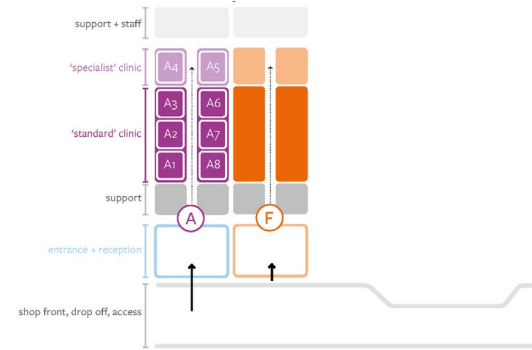 support + staff
'specialist' clinic
A4 A5
A3 A6
'standard' clinic
A2 A7
A1 A8
support
A F
entrance + reception
shop front, drop off, access